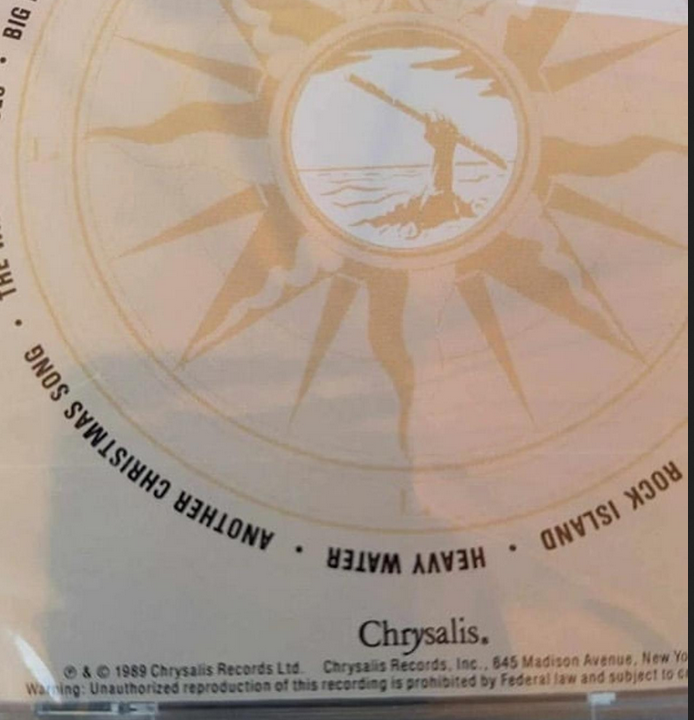 BIG
THE
ANOTHER CHRISTMAS SONG
HEAVY WATER
ROCK ISLAND
Chrysalis.
℗ & © 1989 Chrysalis Records Ltd. Chrysalis Records, Inc., 645 Madison Avenue, New
Warning: Unauthorized reproduction of this recording is prohibited by Federal law and subject to